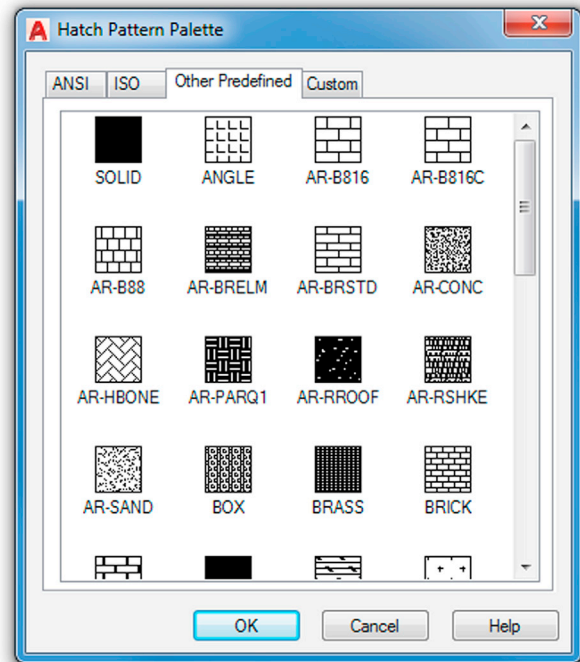 Hatch Pattern Palette
ANSI ISO Other Predefined Custom
SOLID ANGLE AR-B816 AR-B816C
AR-B88 AR-BRELM AR-BRSTD AR-CONC
AR-HBONE AR-PARQ1 AR-RROOF AR-RSHKE
AR-SAND BOX BRASS BRICK
OK Cancel Help